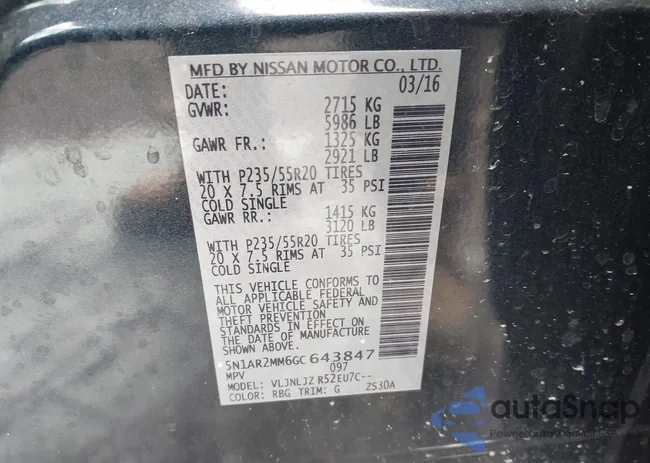 MFD BY NISSAN MOTOR CO., LTD.
DATE: 03/16
GVWR: 2715 KG
5986 LB
GAWR FR.: 1325 KG
2921 LB
WITH P235/55R20 TIRES
20 X 7.5 RIMS AT 35 PSI
COLD SINGLE
GAWR RR.: 1415 KG
3120 LB
WITH P235/55R20 TIRES
20 X 7.5 RIMS AT 35 PSI
COLD SINGLE
THIS VEHICLE CONFORMS TO
ALL APPLICABLE FEDERAL
MOTOR VEHICLE SAFETY AND
THEFT PREVENTION
STANDARDS IN EFFECT ON
THE DATE OF MANUFACTURE
SHOWN ABOVE.
5N1AR2MM6GC643847
MPV 097
MODEL: VLJNLJZ R52EU7C--
COLOR: RBG TRIM: G ZS30A
autoSnap